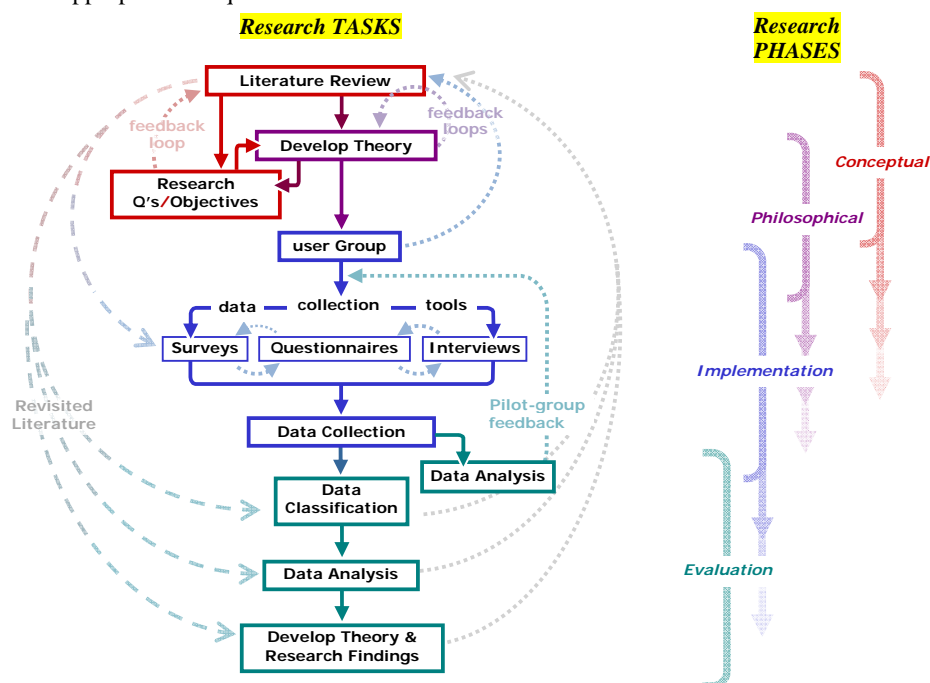 Research TASKS
Research
PHASES
Literature Review
feedback
loop
feedback
loops
Develop Theory
Conceptual
Research
Q's/Objectives
Philosophical
user Group
data collection tools
Surveys
Questionnaires
Interviews
Implementation
Revisited
Literature
Pilot-group
feedback
Data Collection
Data Analysis
Data
Classification
Evaluation
Data Analysis
Develop Theory &
Research Findings